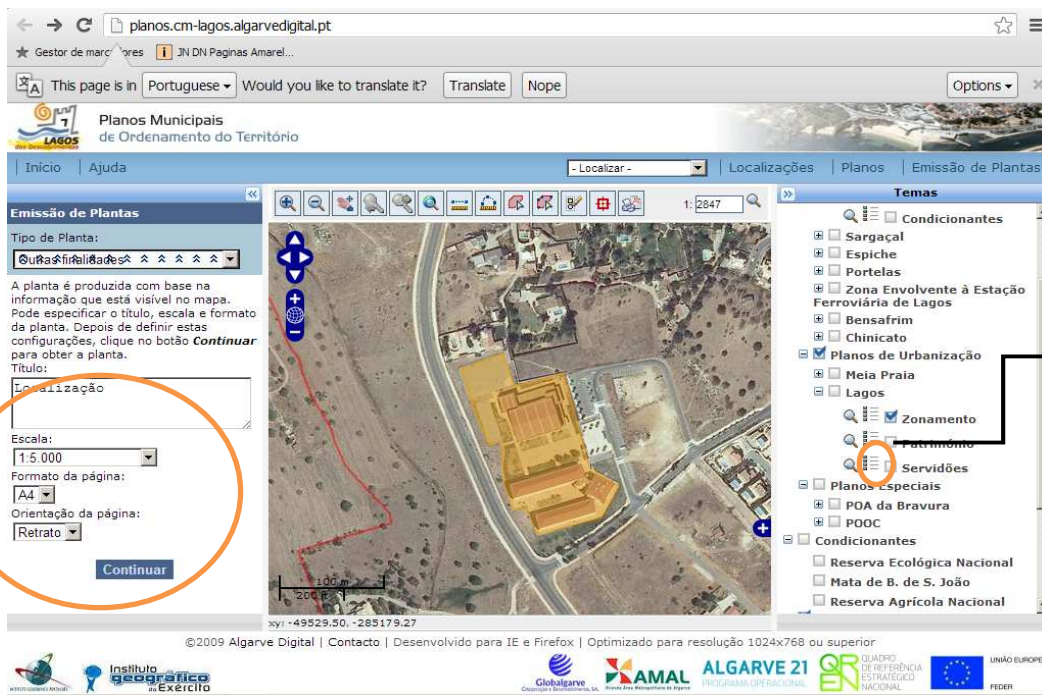 planos.cm-lagos.algarvedigital.pt
Gestor de marcadores JN DN Paginas Amarel...
This page is in Portuguese Would you like to translate it? Translate Nope Options
LAGOS
dos Descobrimentos
Planos Municipais
de Ordenamento do Território
Início | Ajuda
- Localizar - | Localizações | Planos | Emissão de Plantas
Emissão de Plantas
Tipo de Planta:
Outras finalidades
A planta é produzida com base na
informação que está visível no mapa.
Pode especificar o título, escala e formato
da planta. Depois de definir estas
configurações, clique no botão Continuar
para obter a planta.
Título:
Localização
Escala:
1:5.000
Formato da página:
A4
Orientação da página:
Retrato
Continuar
1: 2847
100 m
200 ft
xy: -49529.50, -285179.27
Temas
Condicionantes
Sargaçal
Espiche
Portelas
Zona Envolvente à Estação
Ferroviária de Lagos
Bensafrim
Chinicato
Planos de Urbanização
Meia Praia
Lagos
Zonamento
Património
Servidões
Planos Especiais
POA da Bravura
POOC
Condicionantes
Reserva Ecológica Nacional
Mata de B. de S. João
Reserva Agrícola Nacional
©2009 Algarve Digital | Contacto | Desenvolvido para IE e Firefox | Optimizado para resolução 1024x768 ou superior
INSTITUTO GEOGRÁFICO PORTUGUÊS
Instituto
geográfico
do Exército
Globalgarve
AMAL
ALGARVE 21
PROGRAMA OPERACIONAL
QR
QUADRO
DE REFERÊNCIA
ESTRATÉGICO
NACIONAL
UNIÃO EUROPE
FEDER